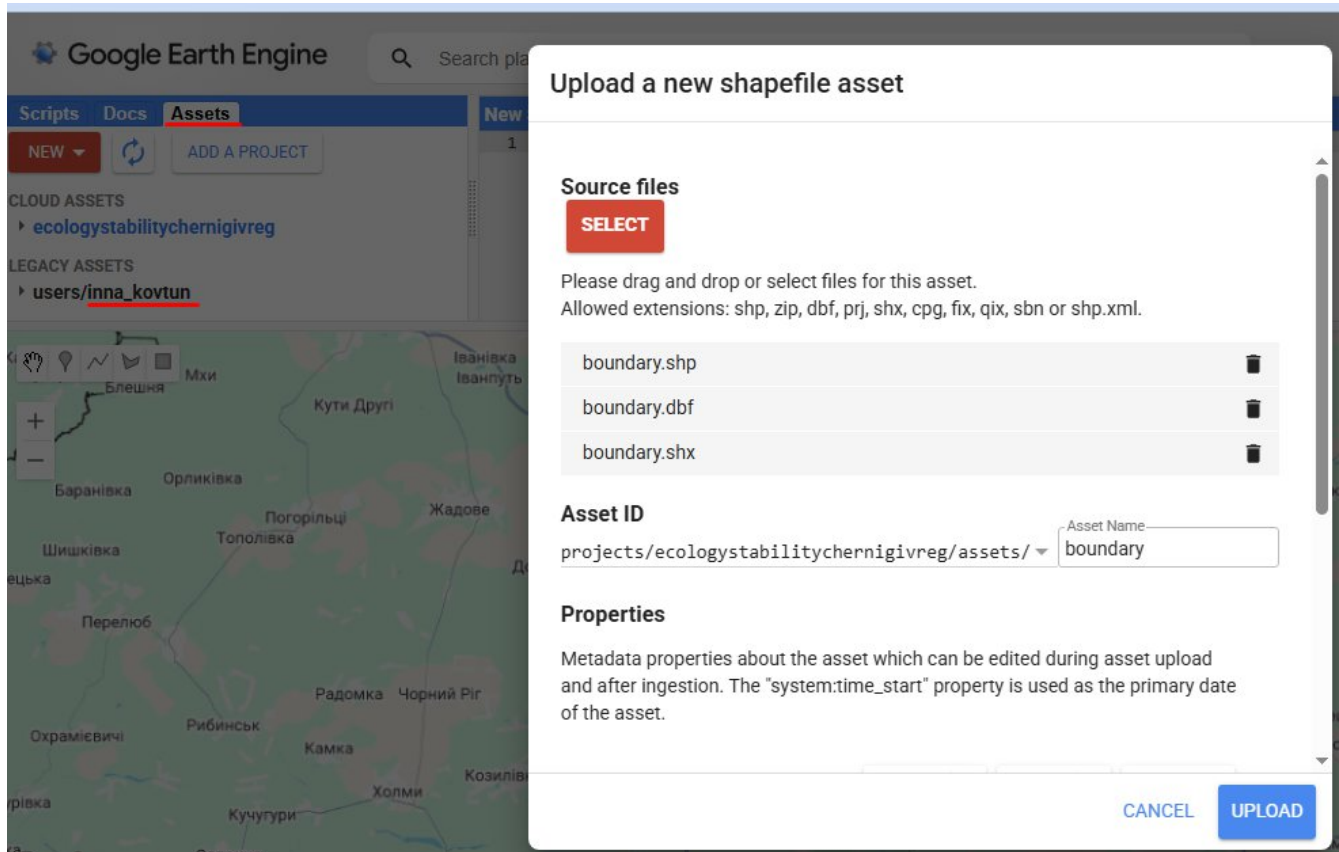 Google Earth Engine
Search pla
Scripts Docs Assets
New
NEW
ADD A PROJECT
1
CLOUD ASSETS
ecologystabilitychernigivreg
LEGACY ASSETS
users/inna_kovtun
Upload a new shapefile asset
Source files
SELECT
Please drag and drop or select files for this asset.
Allowed extensions: shp, zip, dbf, prj, shx, cpg, fix, qix, sbn or shp.xml.
boundary.shp
boundary.dbf
boundary.shx
Asset ID
projects/ecologystabilitychernigivreg/assets/
Asset Name
boundary
Properties
Metadata properties about the asset which can be edited during asset upload
and after ingestion. The "system:time_start" property is used as the primary date
of the asset.
CANCEL
UPLOAD
Іванівка
Іванпуть
Мхи
Блешня
Кути Другі
Орликівка
Баранівка
Погорільці
Жадове
Тополівка
Шишківка
ецька
Перелюб
Радомка
Чорний Ріг
Рибинськ
Охрамієвичі
Камка
Козилів
Холми
Кучугури